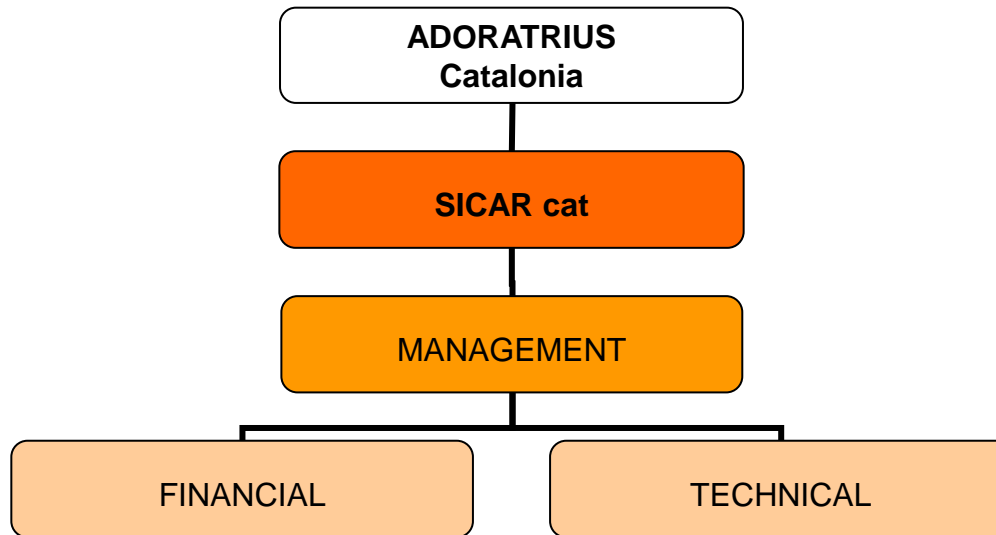 ADORATRIUS
Catalonia
SICAR cat
MANAGEMENT
FINANCIAL
TECHNICAL